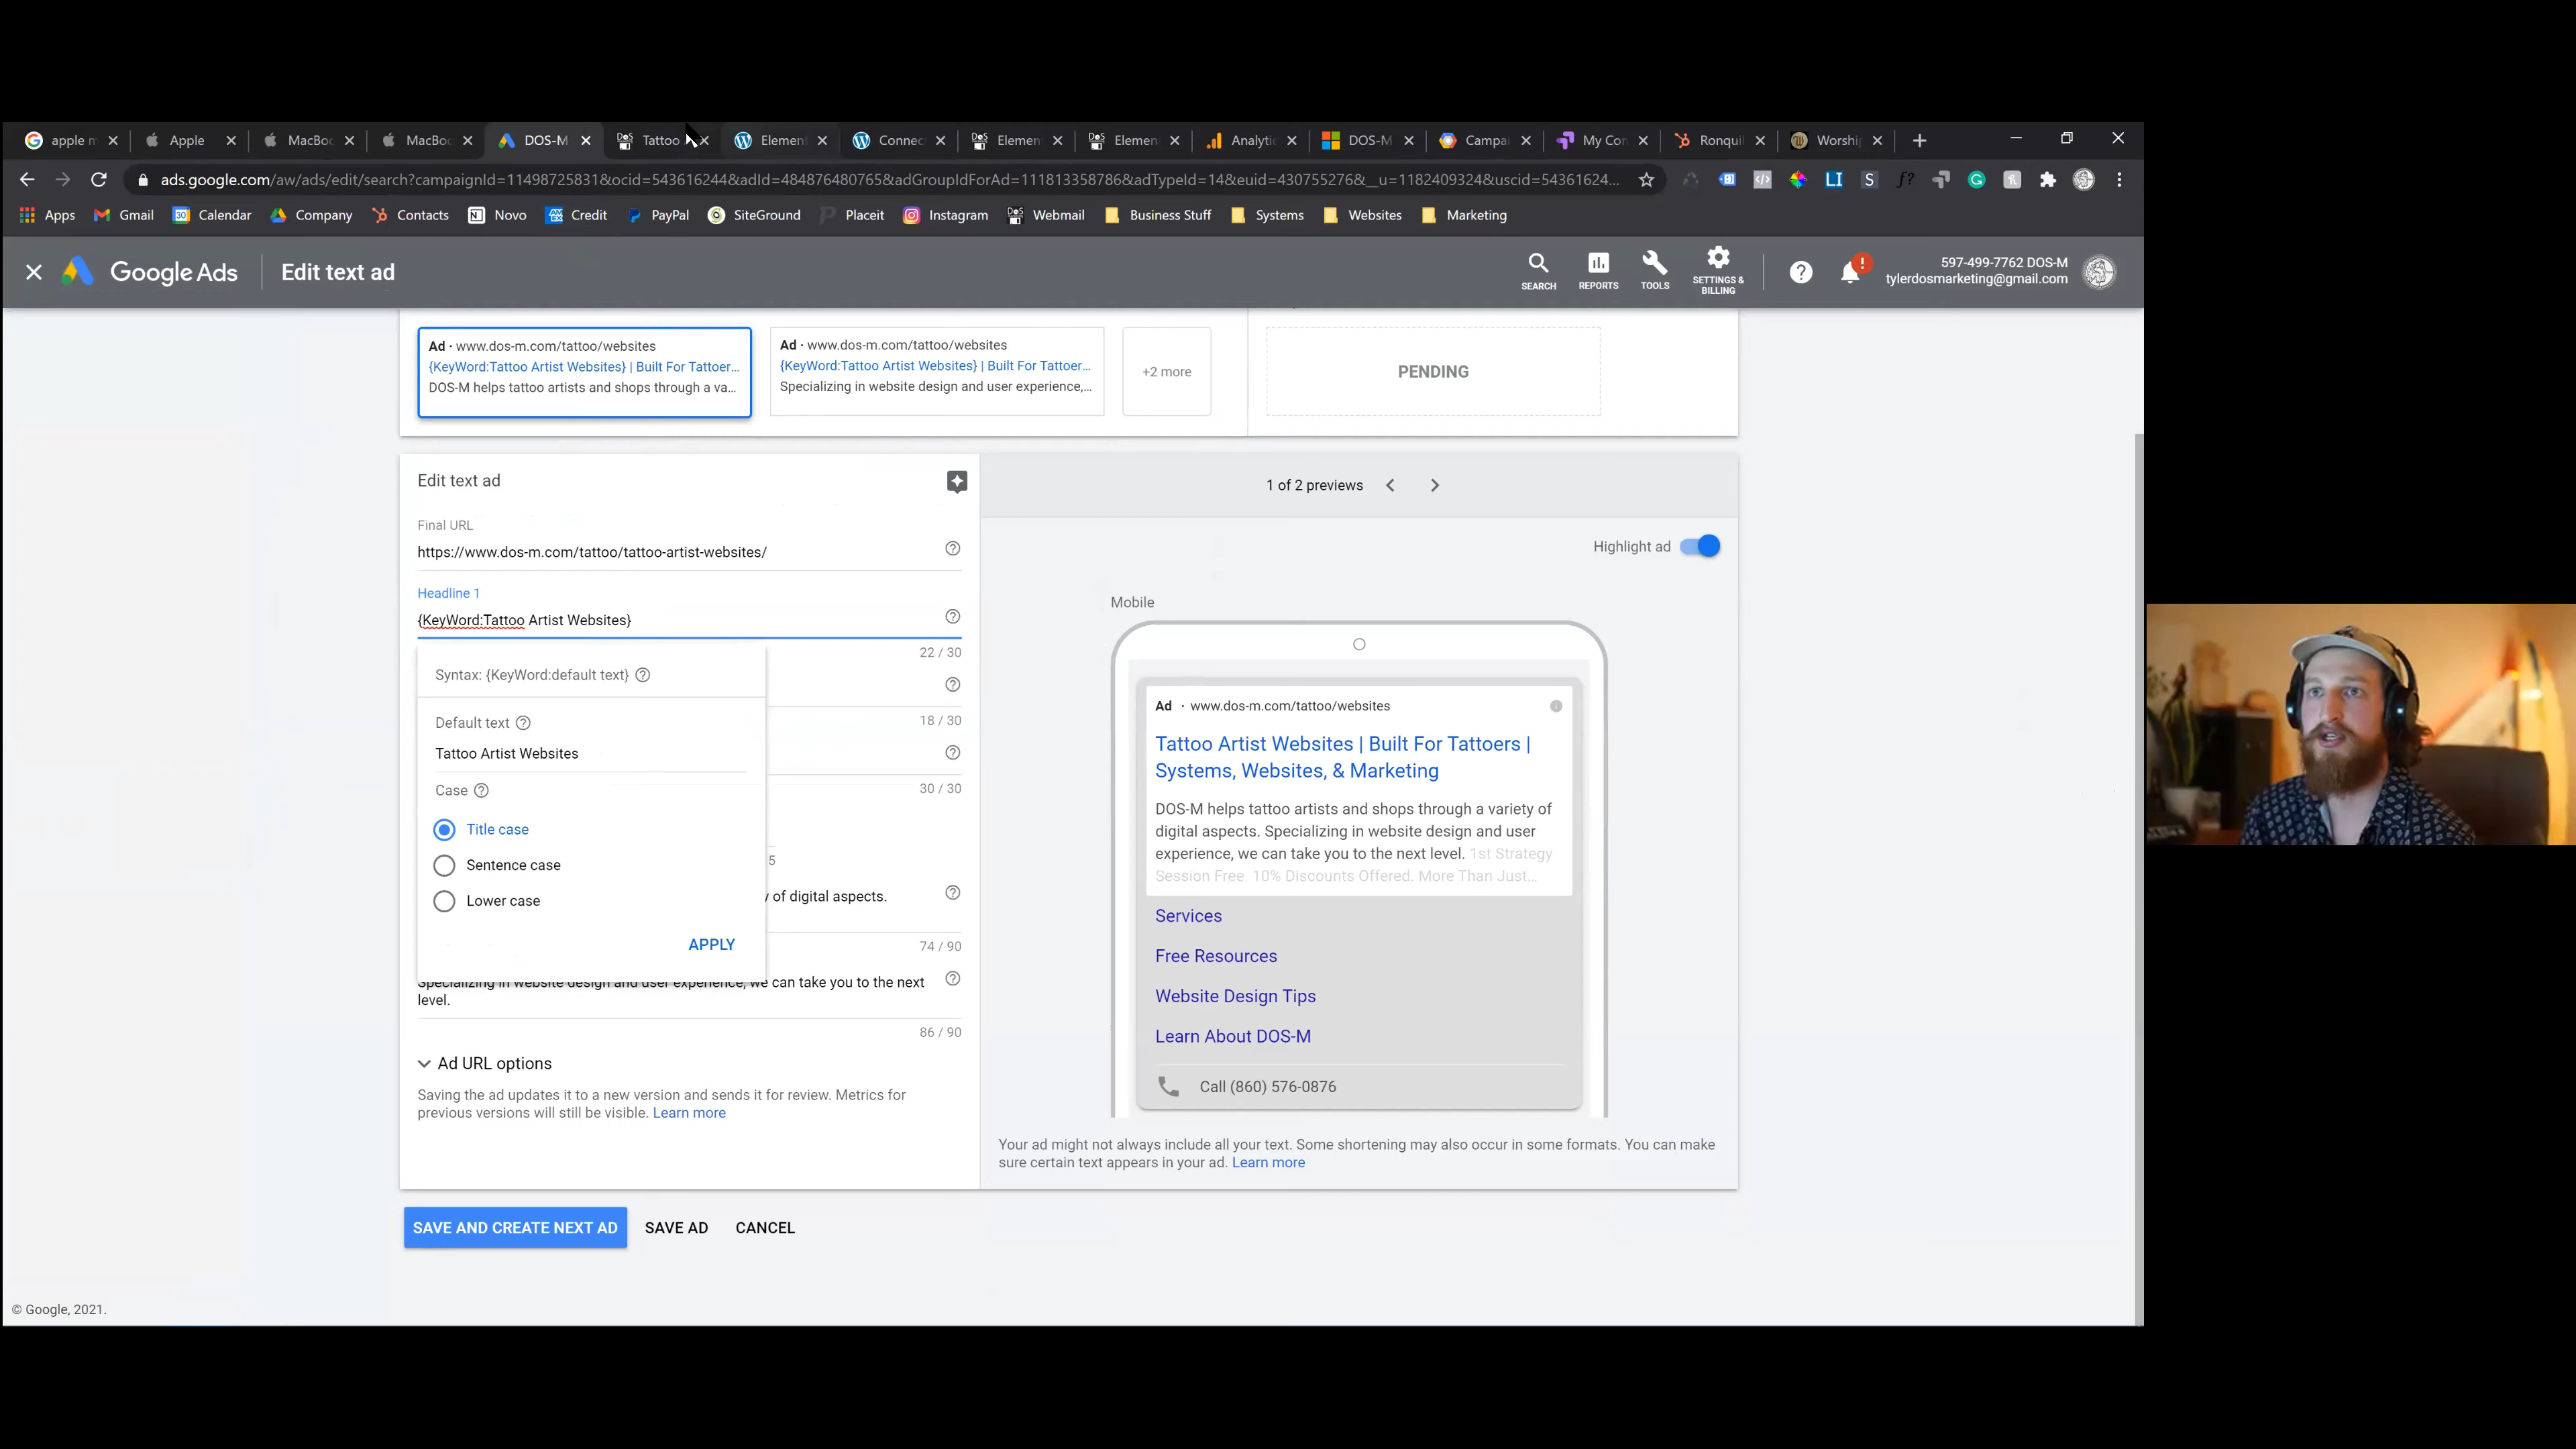 apple m
Apple
MacBoo
MacBoo
DOS-M
Tattoo
Element
Connec
Elemen
Elemen
Analytic
DOS-M
Campai
My Con
Ronquil
Worship
ads.google.com/aw/ads/edit/search?campaignId=11498725831&ocid=543616244&adId=484876480765&adGroupIdForAd=111813358786&adTypeId=14&euid=430755276&__u=1182409324&uscid=54361624...
Apps
Gmail
Calendar
Company
Contacts
Novo
Credit
PayPal
SiteGround
Placeit
Instagram
Webmail
Business Stuff
Systems
Websites
Marketing
Google Ads
Edit text ad
SEARCH
REPORTS
TOOLS
SETTINGS &
BILLING
597-499-7762 DOS-M
tylerdosmarketing@gmail.com
Ad · www.dos-m.com/tattoo/websites
{KeyWord:Tattoo Artist Websites} | Built For Tattoer...
DOS-M helps tattoo artists and shops through a va...
Ad · www.dos-m.com/tattoo/websites
{KeyWord:Tattoo Artist Websites} | Built For Tattoer...
Specializing in website design and user experience,...
+2 more
PENDING
Edit text ad
1 of 2 previews
Final URL
https://www.dos-m.com/tattoo/tattoo-artist-websites/
Highlight ad
Headline 1
{KeyWord:Tattoo Artist Websites}
22 / 30
Syntax: {KeyWord:default text}
Default text
18 / 30
Tattoo Artist Websites
Case
30 / 30
Title case
5
Sentence case
Lower case
y of digital aspects.
APPLY
74 / 90
Specializing in website design and user experience, we can take you to the next
level.
86 / 90
Ad URL options
Saving the ad updates it to a new version and sends it for review. Metrics for
previous versions will still be visible. Learn more
Mobile
Ad · www.dos-m.com/tattoo/websites
Tattoo Artist Websites | Built For Tattoers |
Systems, Websites, & Marketing
DOS-M helps tattoo artists and shops through a variety of
digital aspects. Specializing in website design and user
experience, we can take you to the next level. 1st Strategy
Session Free. 10% Discounts Offered. More Than Just...
Services
Free Resources
Website Design Tips
Learn About DOS-M
Call (860) 576-0876
Your ad might not always include all your text. Some shortening may also occur in some formats. You can make
sure certain text appears in your ad. Learn more
SAVE AND CREATE NEXT AD
SAVE AD
CANCEL
© Google, 2021.